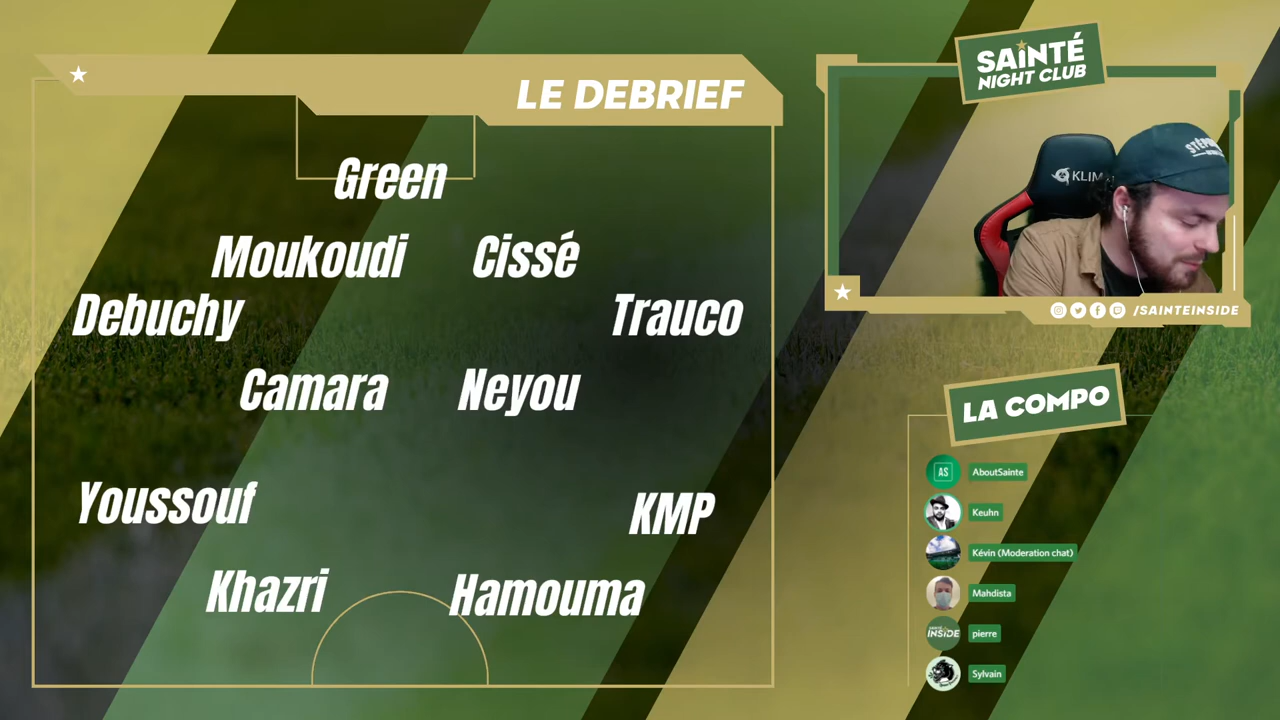 LE DEBRIEF
Green
Moukoudi Cissé
Debuchy Trauco
Camara Neyou
Youssouf KMP
Khazri Hamouma
SAiNTÉ
NIGHT CLUB
KLIM
/SAINTEINSIDE
LA COMPO
AS AboutSainte
Keuhn
Kévin (Moderation chat)
Mahdista
INSIDE pierre
Sylvain